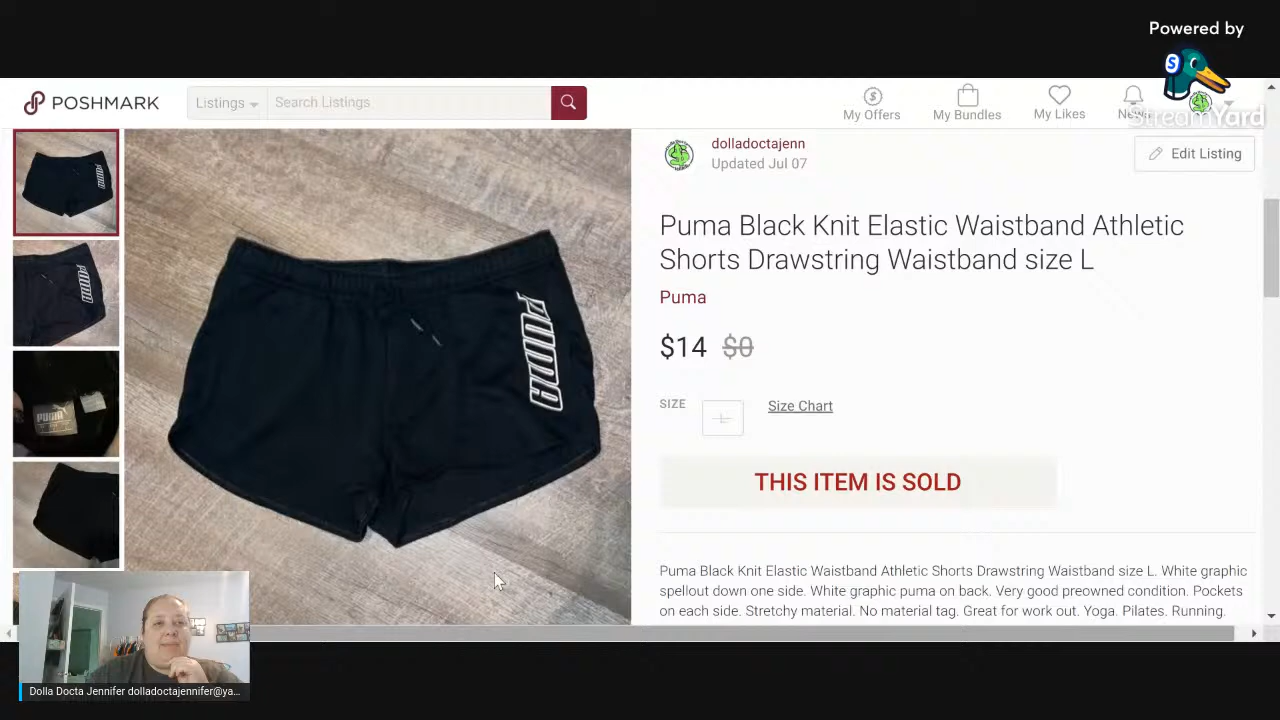 Powered by
StreamYard
POSHMARK
Listings
Search Listings
My Offers
My Bundles
My Likes
dolladoctajenn
Updated Jul 07
Edit Listing
Puma Black Knit Elastic Waistband Athletic
Shorts Drawstring Waistband size L
Puma
$14 $0
SIZE
L
Size Chart
THIS ITEM IS SOLD
Puma Black Knit Elastic Waistband Athletic Shorts Drawstring Waistband size L. White graphic
spellout down one side. White graphic puma on back. Very good preowned condition. Pockets
on each side. Stretchy material. No material tag. Great for work out. Yoga. Pilates. Running.
PUMA
PUMA
PUMA
PUMA
Dolla Docta Jennifer dolladoctajennifer@ya…